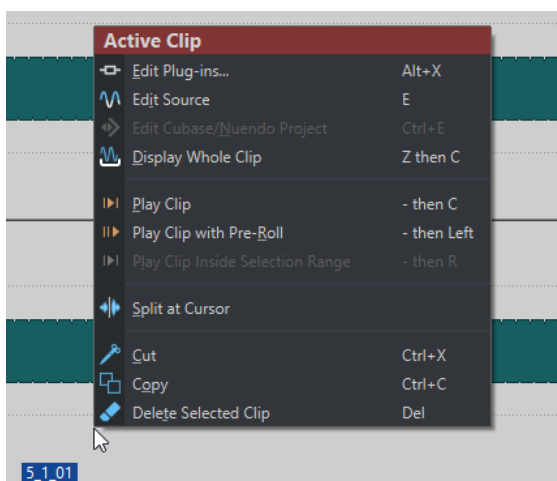 Active Clip
Edit Plug-ins... Alt+X
Edit Source E
Edit Cubase/Nuendo Project Ctrl+E
Display Whole Clip Z then C
Play Clip - then C
Play Clip with Pre-Roll - then Left
Play Clip Inside Selection Range - then R
Split at Cursor
Cut Ctrl+X
Copy Ctrl+C
Delete Selected Clip Del
5_1_01